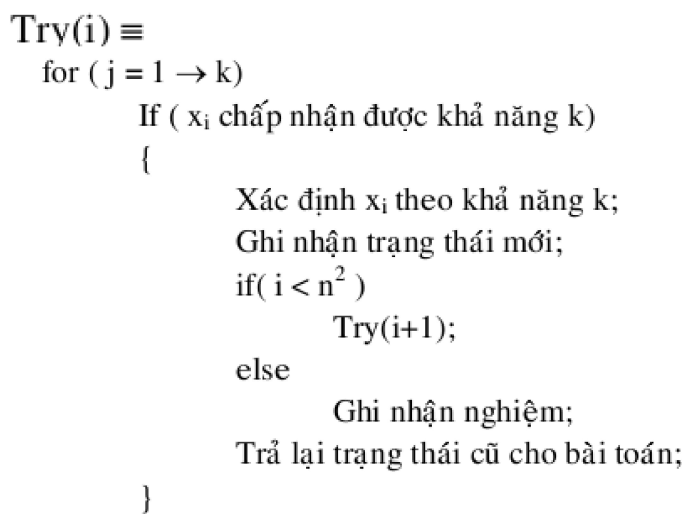 Try(i) ≡
for ( j = 1 → k)
If ( xᵢ chấp nhận được khả năng k)
{
Xác định xᵢ theo khả năng k;
Ghi nhận trạng thái mới;
if( i < n² )
Try(i+1);
else
Ghi nhận nghiệm;
Trả lại trạng thái cũ cho bài toán;
}